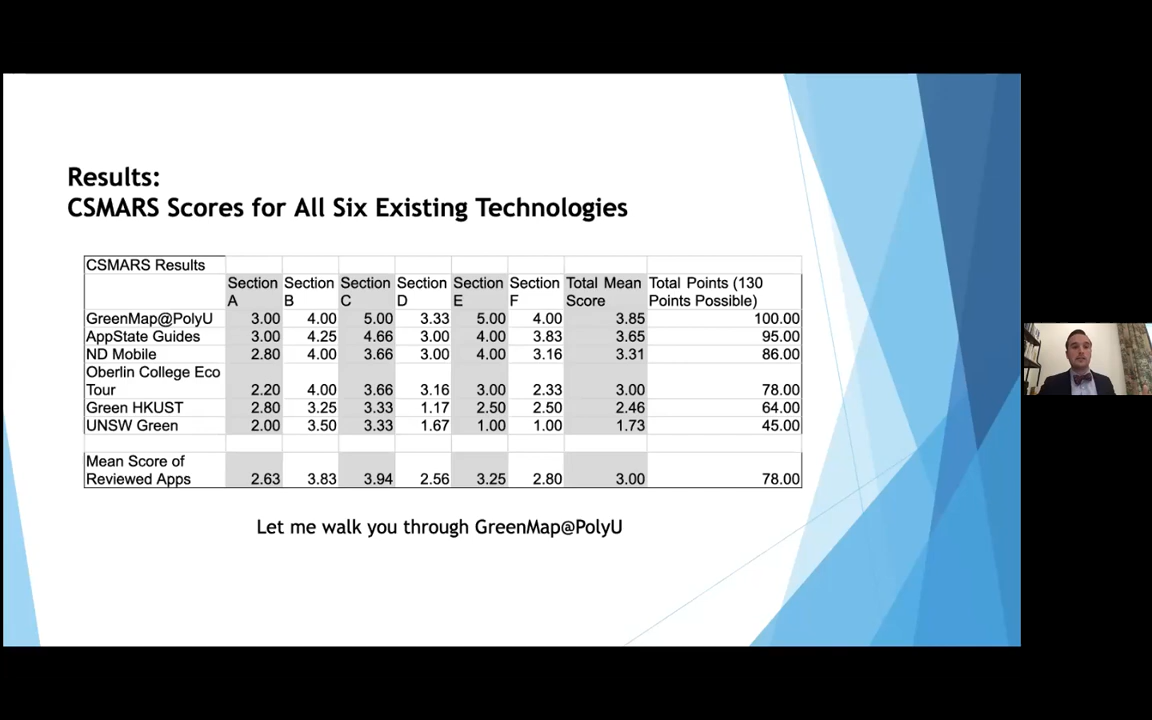 Results:
CSMARS Scores for All Six Existing Technologies
CSMARS Results
Section A Section B Section C Section D Section E Section F Total Mean Score Total Points (130 Points Possible)
GreenMap@PolyU 3.00 4.00 5.00 3.33 5.00 4.00 3.85 100.00
AppState Guides 3.00 4.25 4.66 3.00 4.00 3.83 3.65 95.00
ND Mobile 2.80 4.00 3.66 3.00 4.00 3.16 3.31 86.00
Oberlin College Eco Tour 2.20 4.00 3.66 3.16 3.00 2.33 3.00 78.00
Green HKUST 2.80 3.25 3.33 1.17 2.50 2.50 2.46 64.00
UNSW Green 2.00 3.50 3.33 1.67 1.00 1.00 1.73 45.00
Mean Score of Reviewed Apps 2.63 3.83 3.94 2.56 3.25 2.80 3.00 78.00
Let me walk you through GreenMap@PolyU